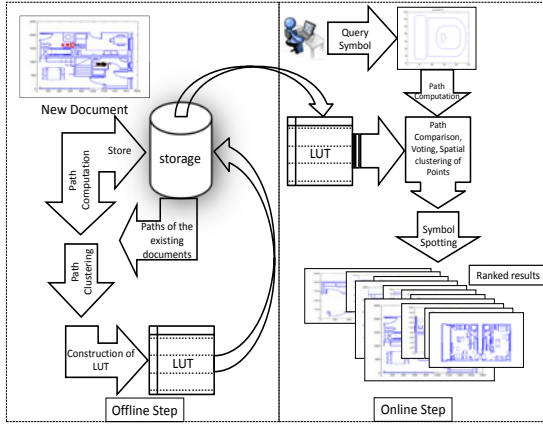 New Document
Store
storage
Path
Computation
Paths of the
existing
documents
Path
Clustering
Construction of
LUT
LUT
Offline Step
Query
Symbol
Path
Computation
LUT
Path
Comparison,
Voting, Spatial
clustering of
Points
Symbol
Spotting
Ranked results
Online Step